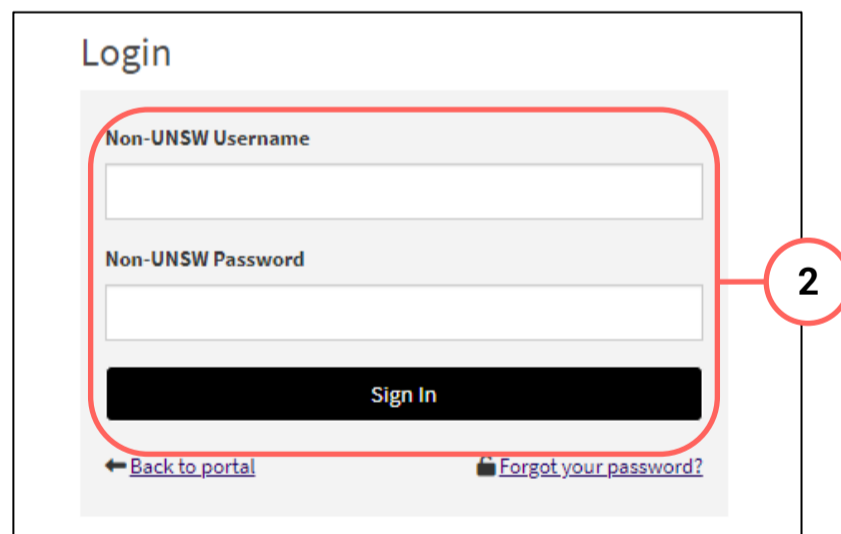 Login
Non-UNSW Username
Non-UNSW Password
2
Sign In
Back to portal
Forgot your password?